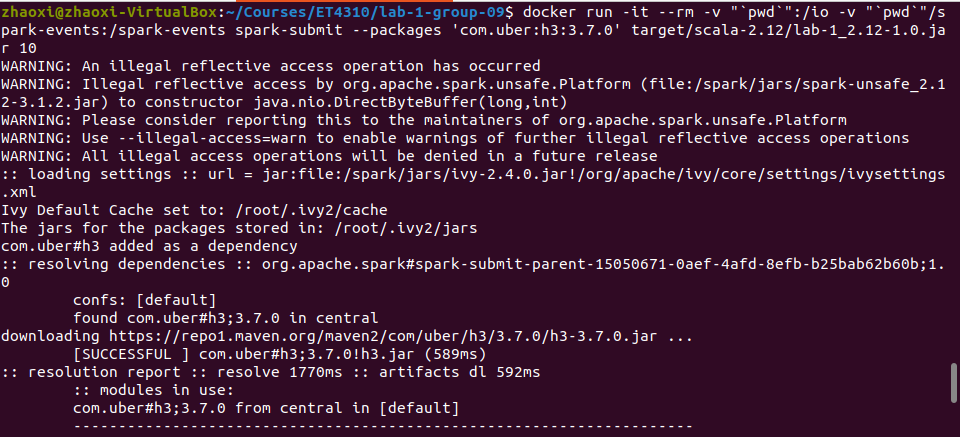 zhaoxi@zhaoxi-VirtualBox:~/Courses/ET4310/lab-1-group-09$ docker run -it --rm -v "`pwd`":/io -v "`pwd`"/s
park-events:/spark-events spark-submit --packages 'com.uber:h3:3.7.0' target/scala-2.12/lab-1_2.12-1.0.ja
r 10
WARNING: An illegal reflective access operation has occurred
WARNING: Illegal reflective access by org.apache.spark.unsafe.Platform (file:/spark/jars/spark-unsafe_2.1
2-3.1.2.jar) to constructor java.nio.DirectByteBuffer(long,int)
WARNING: Please consider reporting this to the maintainers of org.apache.spark.unsafe.Platform
WARNING: Use --illegal-access=warn to enable warnings of further illegal reflective access operations
WARNING: All illegal access operations will be denied in a future release
:: loading settings :: url = jar:file:/spark/jars/ivy-2.4.0.jar!/org/apache/ivy/core/settings/ivysettings
.xml
Ivy Default Cache set to: /root/.ivy2/cache
The jars for the packages stored in: /root/.ivy2/jars
com.uber#h3 added as a dependency
:: resolving dependencies :: org.apache.spark#spark-submit-parent-15050671-0aef-4afd-8efb-b25bab62b60b;1.
0
        confs: [default]
        found com.uber#h3;3.7.0 in central
downloading https://repo1.maven.org/maven2/com/uber/h3/3.7.0/h3-3.7.0.jar ...
        [SUCCESSFUL ] com.uber#h3;3.7.0!h3.jar (589ms)
:: resolution report :: resolve 1770ms :: artifacts dl 592ms
        :: modules in use:
        com.uber#h3;3.7.0 from central in [default]
        ---------------------------------------------------------------------